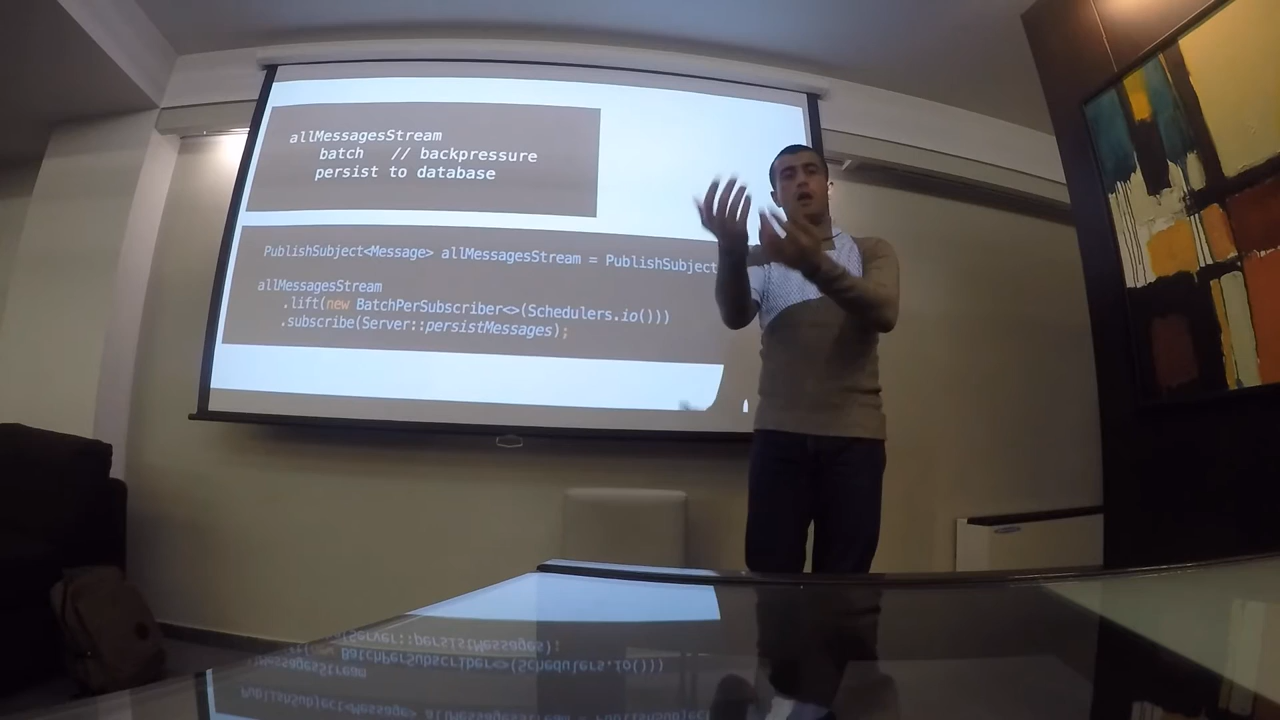 allMessagesStream
batch // backpressure
persist to database
PublishSubject<Message> allMessagesStream = PublishSubject
allMessagesStream
.lift(new BatchPerSubscriber<>(Schedulers.io()))
.subscribe(Server::persistMessages);